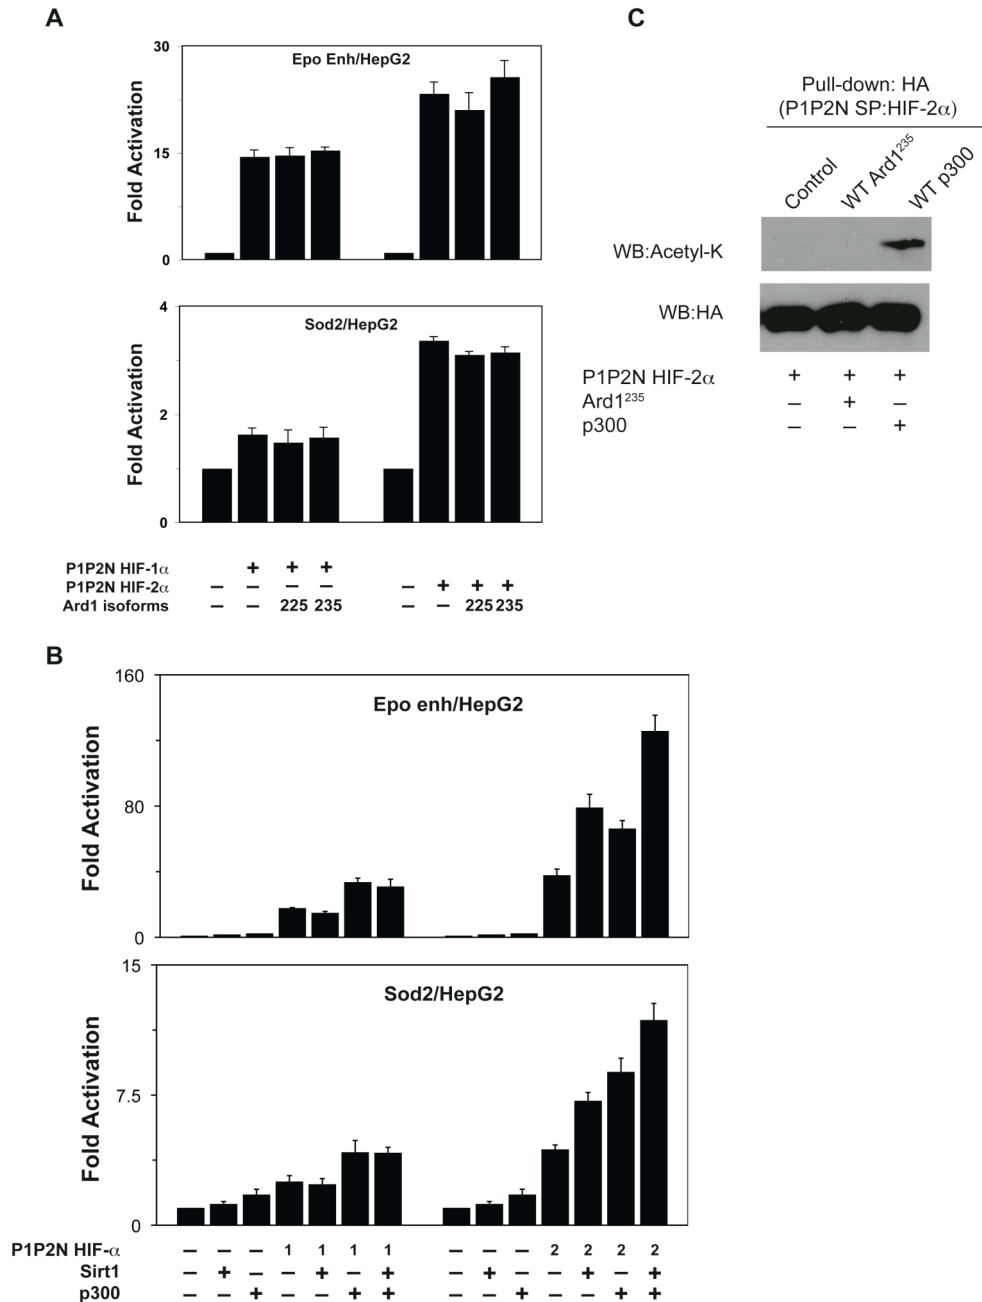 A
Epo Enh/HepG2
Fold Activation
30
15
0
Sod2/HepG2
Fold Activation
4
2
0
P1P2N HIF-1α – + + + 
P1P2N HIF-2α – – – – – + + +
Ard1 isoforms – – 225 235 – – 225 235
C
Pull-down: HA
(P1P2N SP:HIF-2α)
Control WT Ard1²³⁵ WT p300
WB:Acetyl-K
WB:HA
P1P2N HIF-2α + + +
Ard1²³⁵ – + –
p300 – – +
B
Epo enh/HepG2
Fold Activation
160
80
0
Sod2/HepG2
Fold Activation
15
7.5
0
P1P2N HIF-α – – – 1 1 1 1 – – – 2 2 2 2
Sirt1 – + – – + – + – + – – + – +
p300 – – + – – + + – – + – – + +